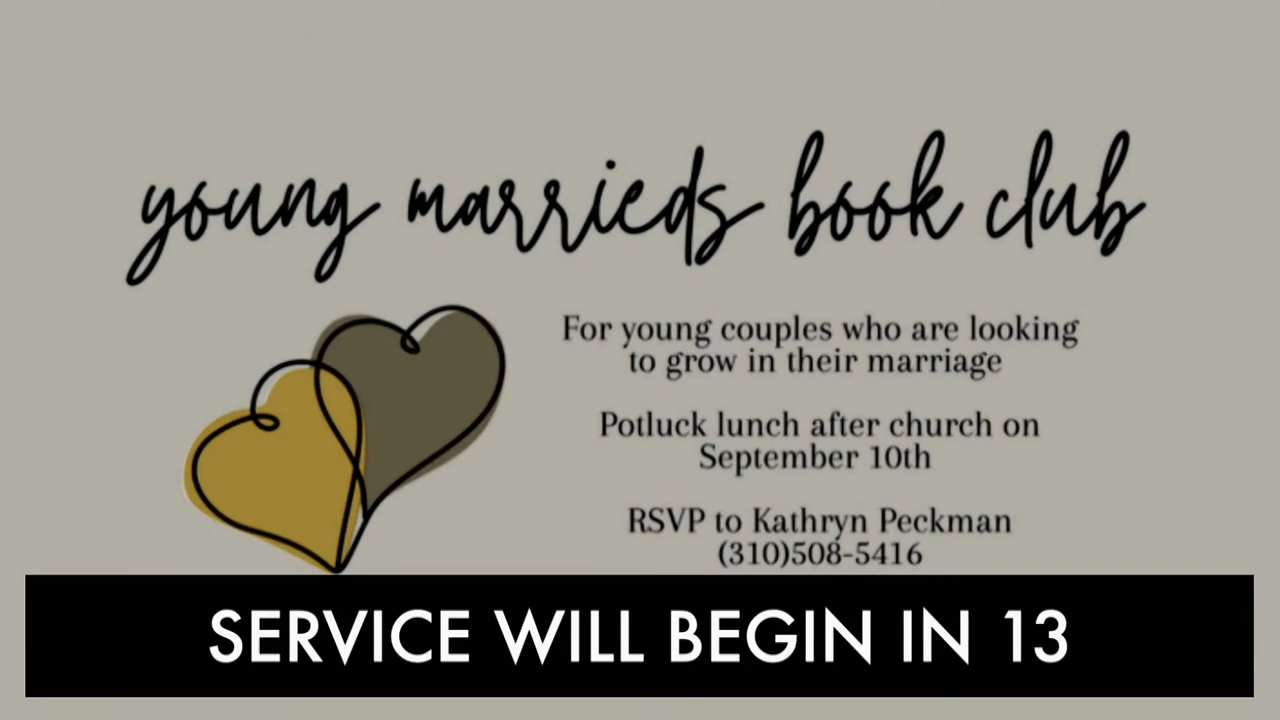 young marrieds book club
For young couples who are looking
to grow in their marriage
Potluck lunch after church on
September 10th
RSVP to Kathryn Peckman
(310)508-5416
SERVICE WILL BEGIN IN 13